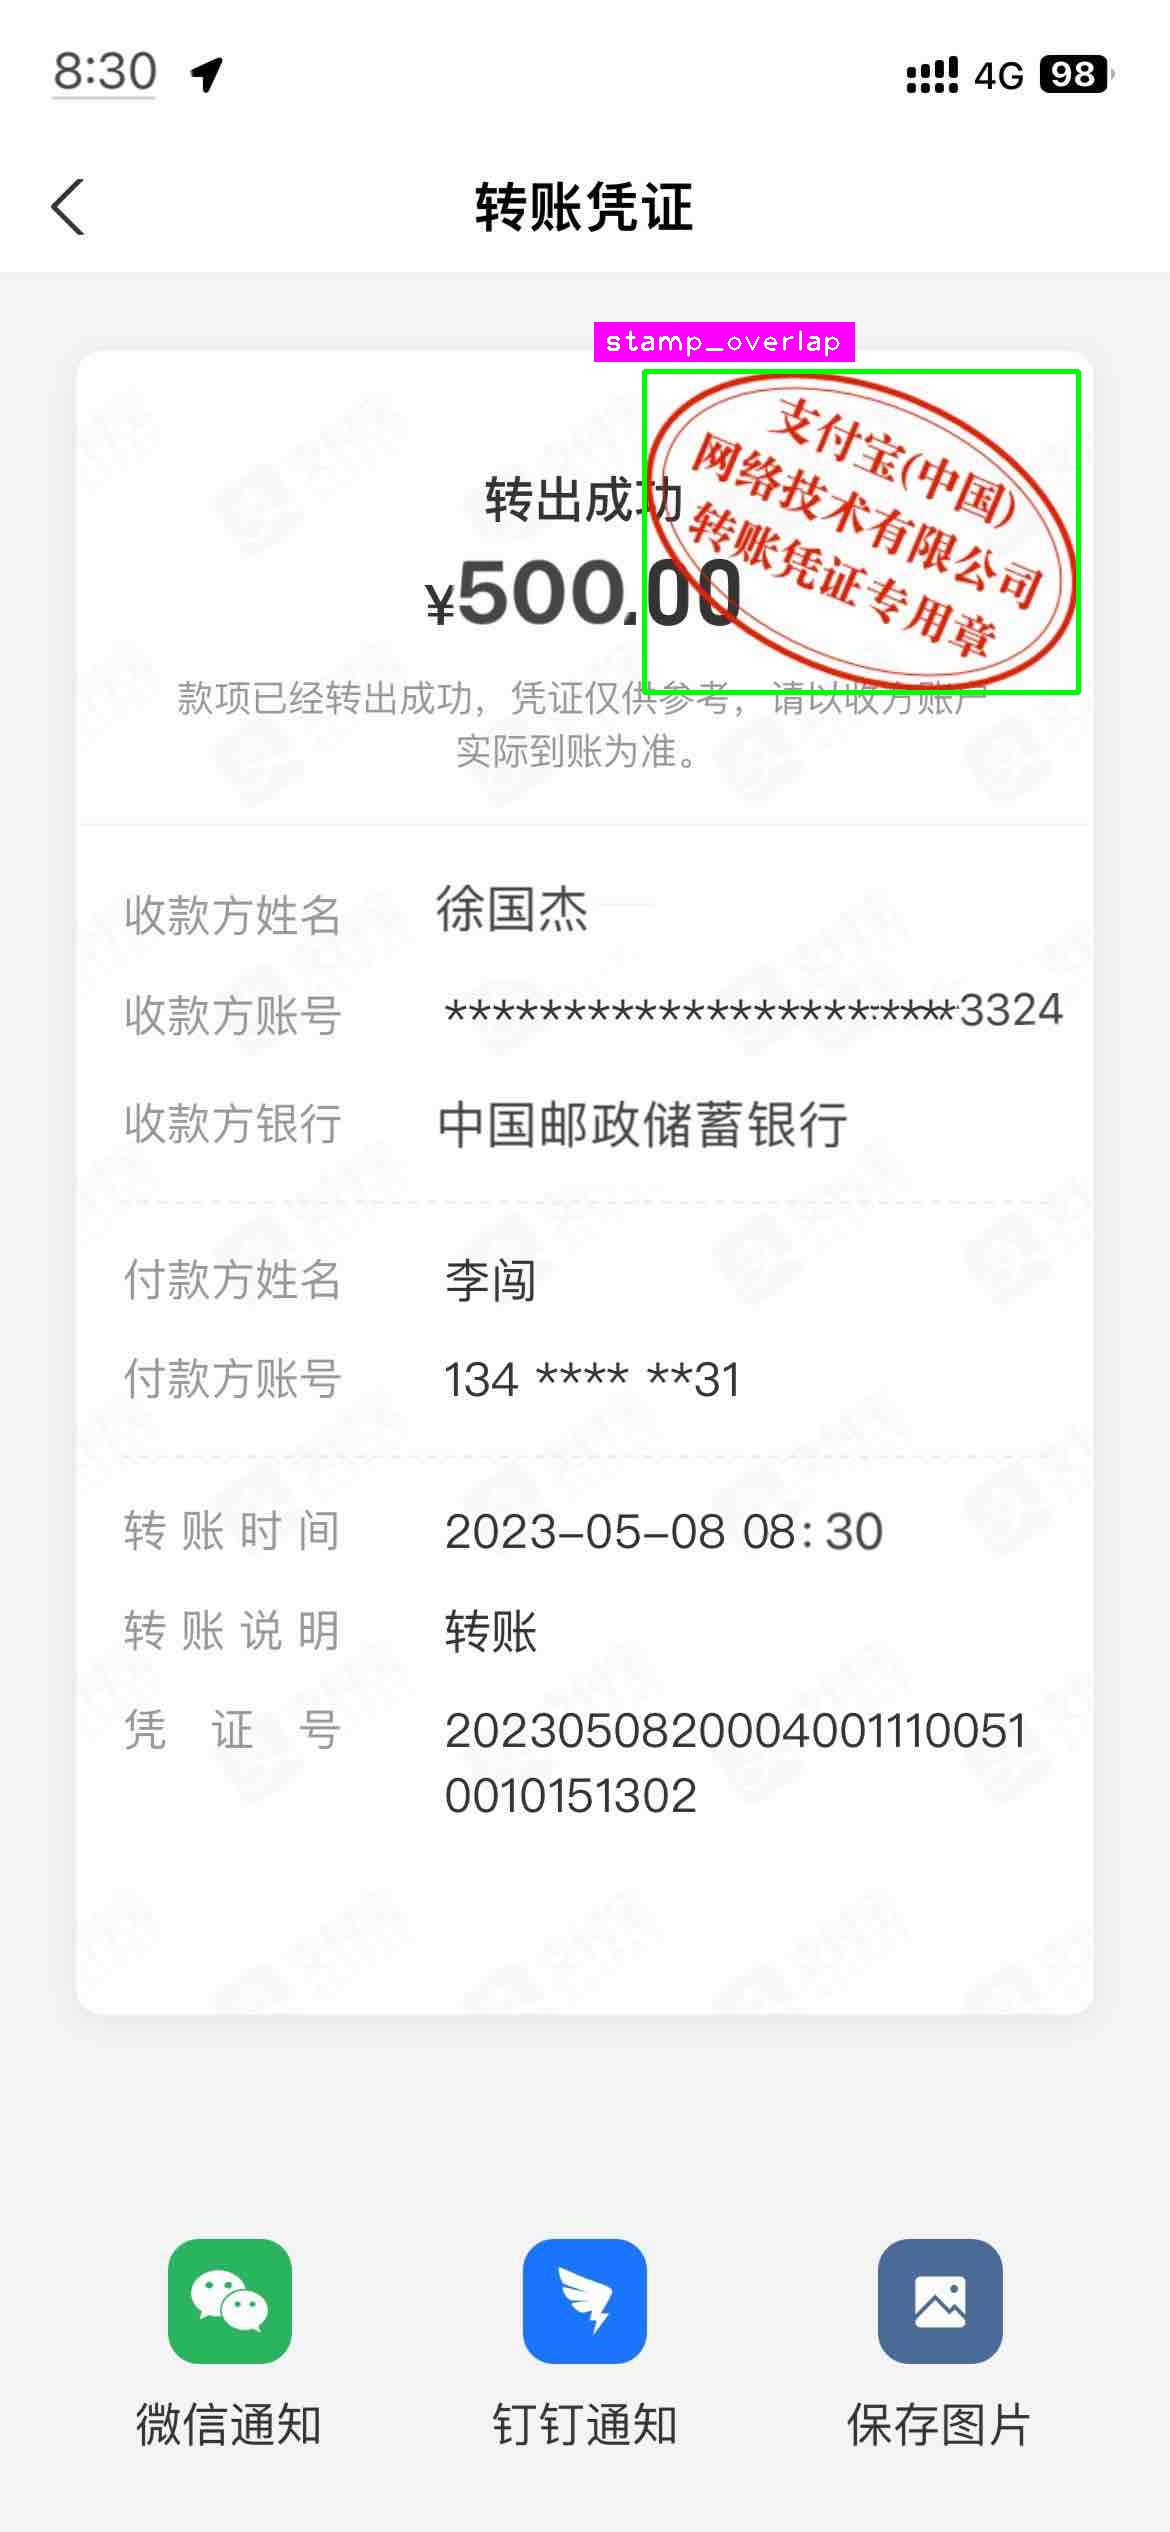 8:30 4G 98
转账凭证
stamp_overlap
支付宝(中国)
网络技术有限公司
转账凭证专用章
转出成功
¥500.00
款项已经转出成功，凭证仅供参考，请以收方账户
实际到账为准。
收款方姓名 徐国杰
收款方账号 **********************3324
收款方银行 中国邮政储蓄银行
付款方姓名 李闯
付款方账号 134 **** **31
转账时间 2023-05-08 08:30
转账说明 转账
凭证号 2023050820004001110051
0010151302
微信通知 钉钉通知 保存图片